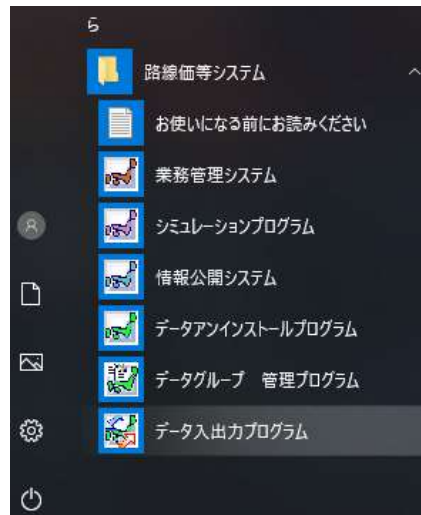 ら
路線価等システム
お使いになる前にお読みください
業務管理システム
シミュレーションプログラム
情報公開システム
データアンインストールプログラム
データグループ　管理プログラム
データ入出力プログラム